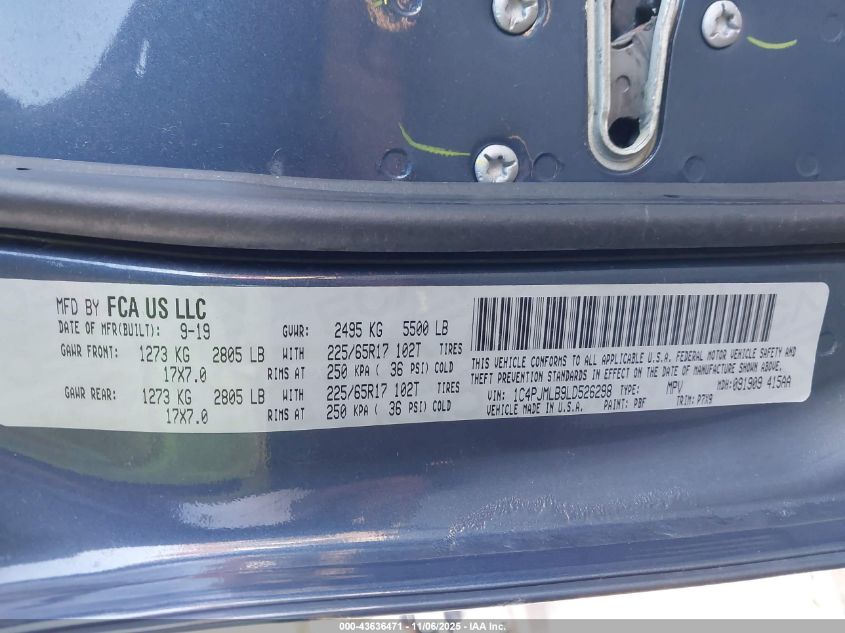 MFD BY FCA US LLC
DATE OF MFR(BUILT): 9-19 GVWR: 2495 KG 5500 LB
GAWR FRONT: 1273 KG 2805 LB WITH 225/65R17 102T TIRES
17X7.0 RIMS AT 250 KPA ( 36 PSI) COLD
GAWR REAR: 1273 KG 2805 LB WITH 225/65R17 102T TIRES
17X7.0 RIMS AT 250 KPA ( 36 PSI) COLD
THIS VEHICLE CONFORMS TO ALL APPLICABLE U.S.A. FEDERAL MOTOR VEHICLE SAFETY AND
THEFT PREVENTION STANDARDS IN EFFECT ON THE DATE OF MANUFACTURE SHOWN ABOVE.
VIN: 1C4PJMLB9LD526298 TYPE: MPV MDH: 091909 415AA
VEHICLE MADE IN U.S.A. PAINT: PBF TRIM: P7X9
000-43636471 - 11/06/2025 - IAA Inc.